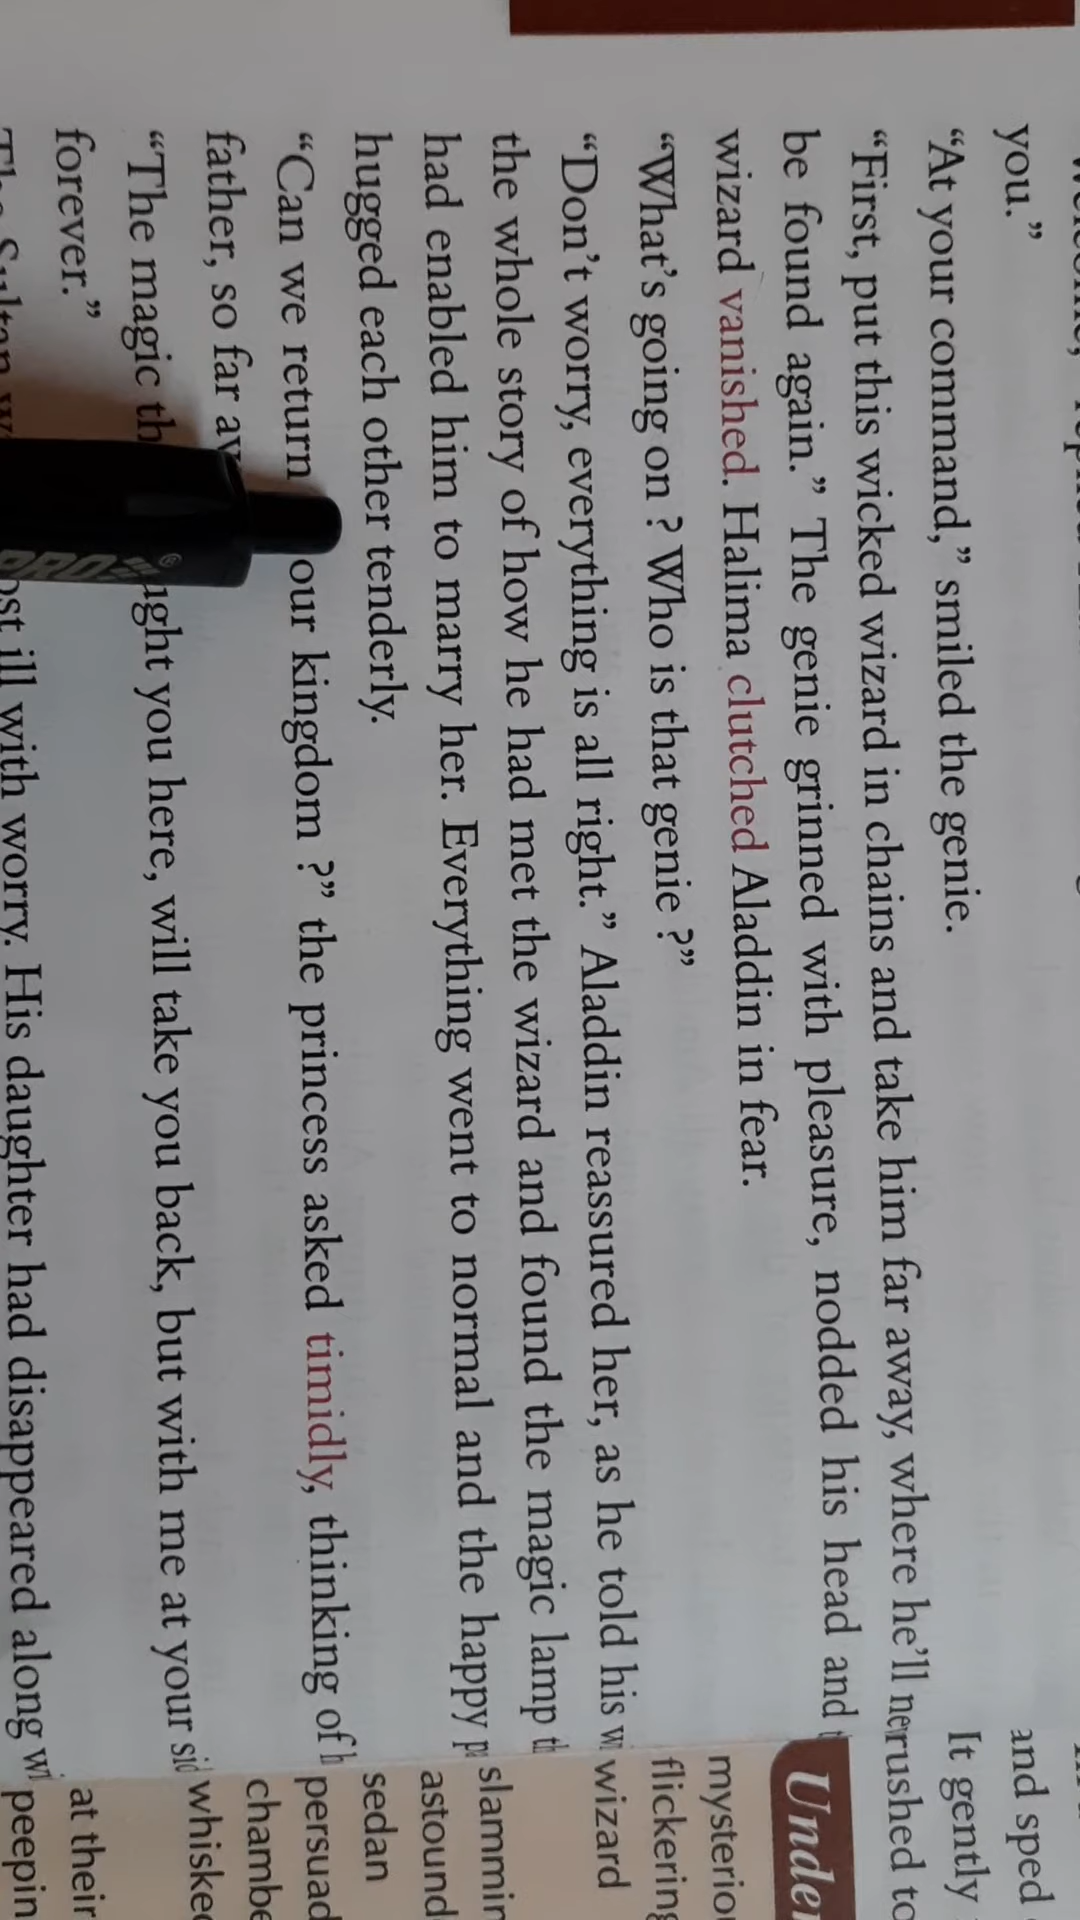 you.”
“At your command,” smiled the genie.
“First, put this wicked wizard in chains and take him far away, where he’ll
be found again.” The genie grinned with pleasure, nodded his head and
wizard vanished. Halima clutched Aladdin in fear.
“What’s going on ? Who is that genie ?”
“Don’t worry, everything is all right.” Aladdin reassured her, as he told his
the whole story of how he had met the wizard and found the magic lamp
had enabled him to marry her. Everything went to normal and the happy
hugged each other tenderly.
“Can we return our kingdom ?” the princess asked timidly, thinking of
father, so far
“The magic you here, will take you back, but with me at your
forever.”
ill with worry. His daughter had disappeared along
and sped
It gently
rushed to
Under
mysterio
flickering
wizard
slammin
astound
sedan
persuad
chambe
whisked
at their
peepin